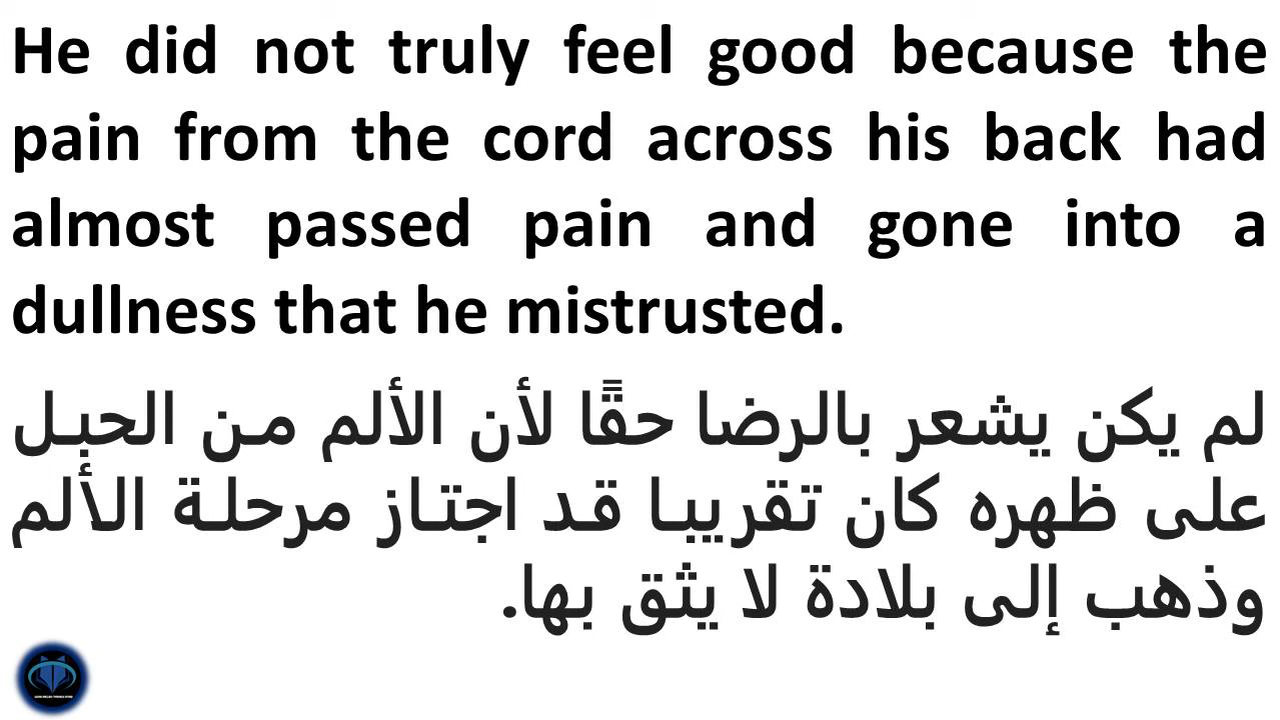 He did not truly feel good because the
pain from the cord across his back had
almost passed pain and gone into a
dullness that he mistrusted.
لم يكن يشعر بالرضا حقًا لأن الألم من الحبل
على ظهره كان تقريبا قد اجتاز مرحلة الألم
وذهب إلى بلادة لا يثق بها.